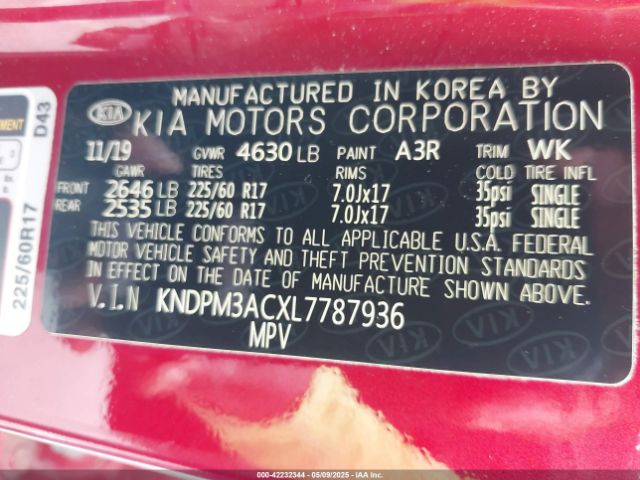 MANUFACTURED IN KOREA BY
KIA KIA MOTORS CORPORATION
11/19 GVWR 4630 LB PAINT A3R TRIM WK
GAWR TIRES RIMS COLD TIRE INFL
FRONT 2646 LB 225/60 R17 7.0Jx17 35psi SINGLE
REAR 2535 LB 225/60 R17 7.0Jx17 35psi SINGLE
THIS VEHICLE CONFORMS TO ALL APPLICABLE U.S.A. FEDERAL
MOTOR VEHICLE SAFETY AND THEFT PREVENTION STANDARDS
IN EFFECT ON THE DATE OF MANUFACTURE SHOWN ABOVE.
V.I.N KNDPM3ACXL7787936
MPV
D43
225/60R17
000-42232344 - 05/09/2025 - IAAI.COM